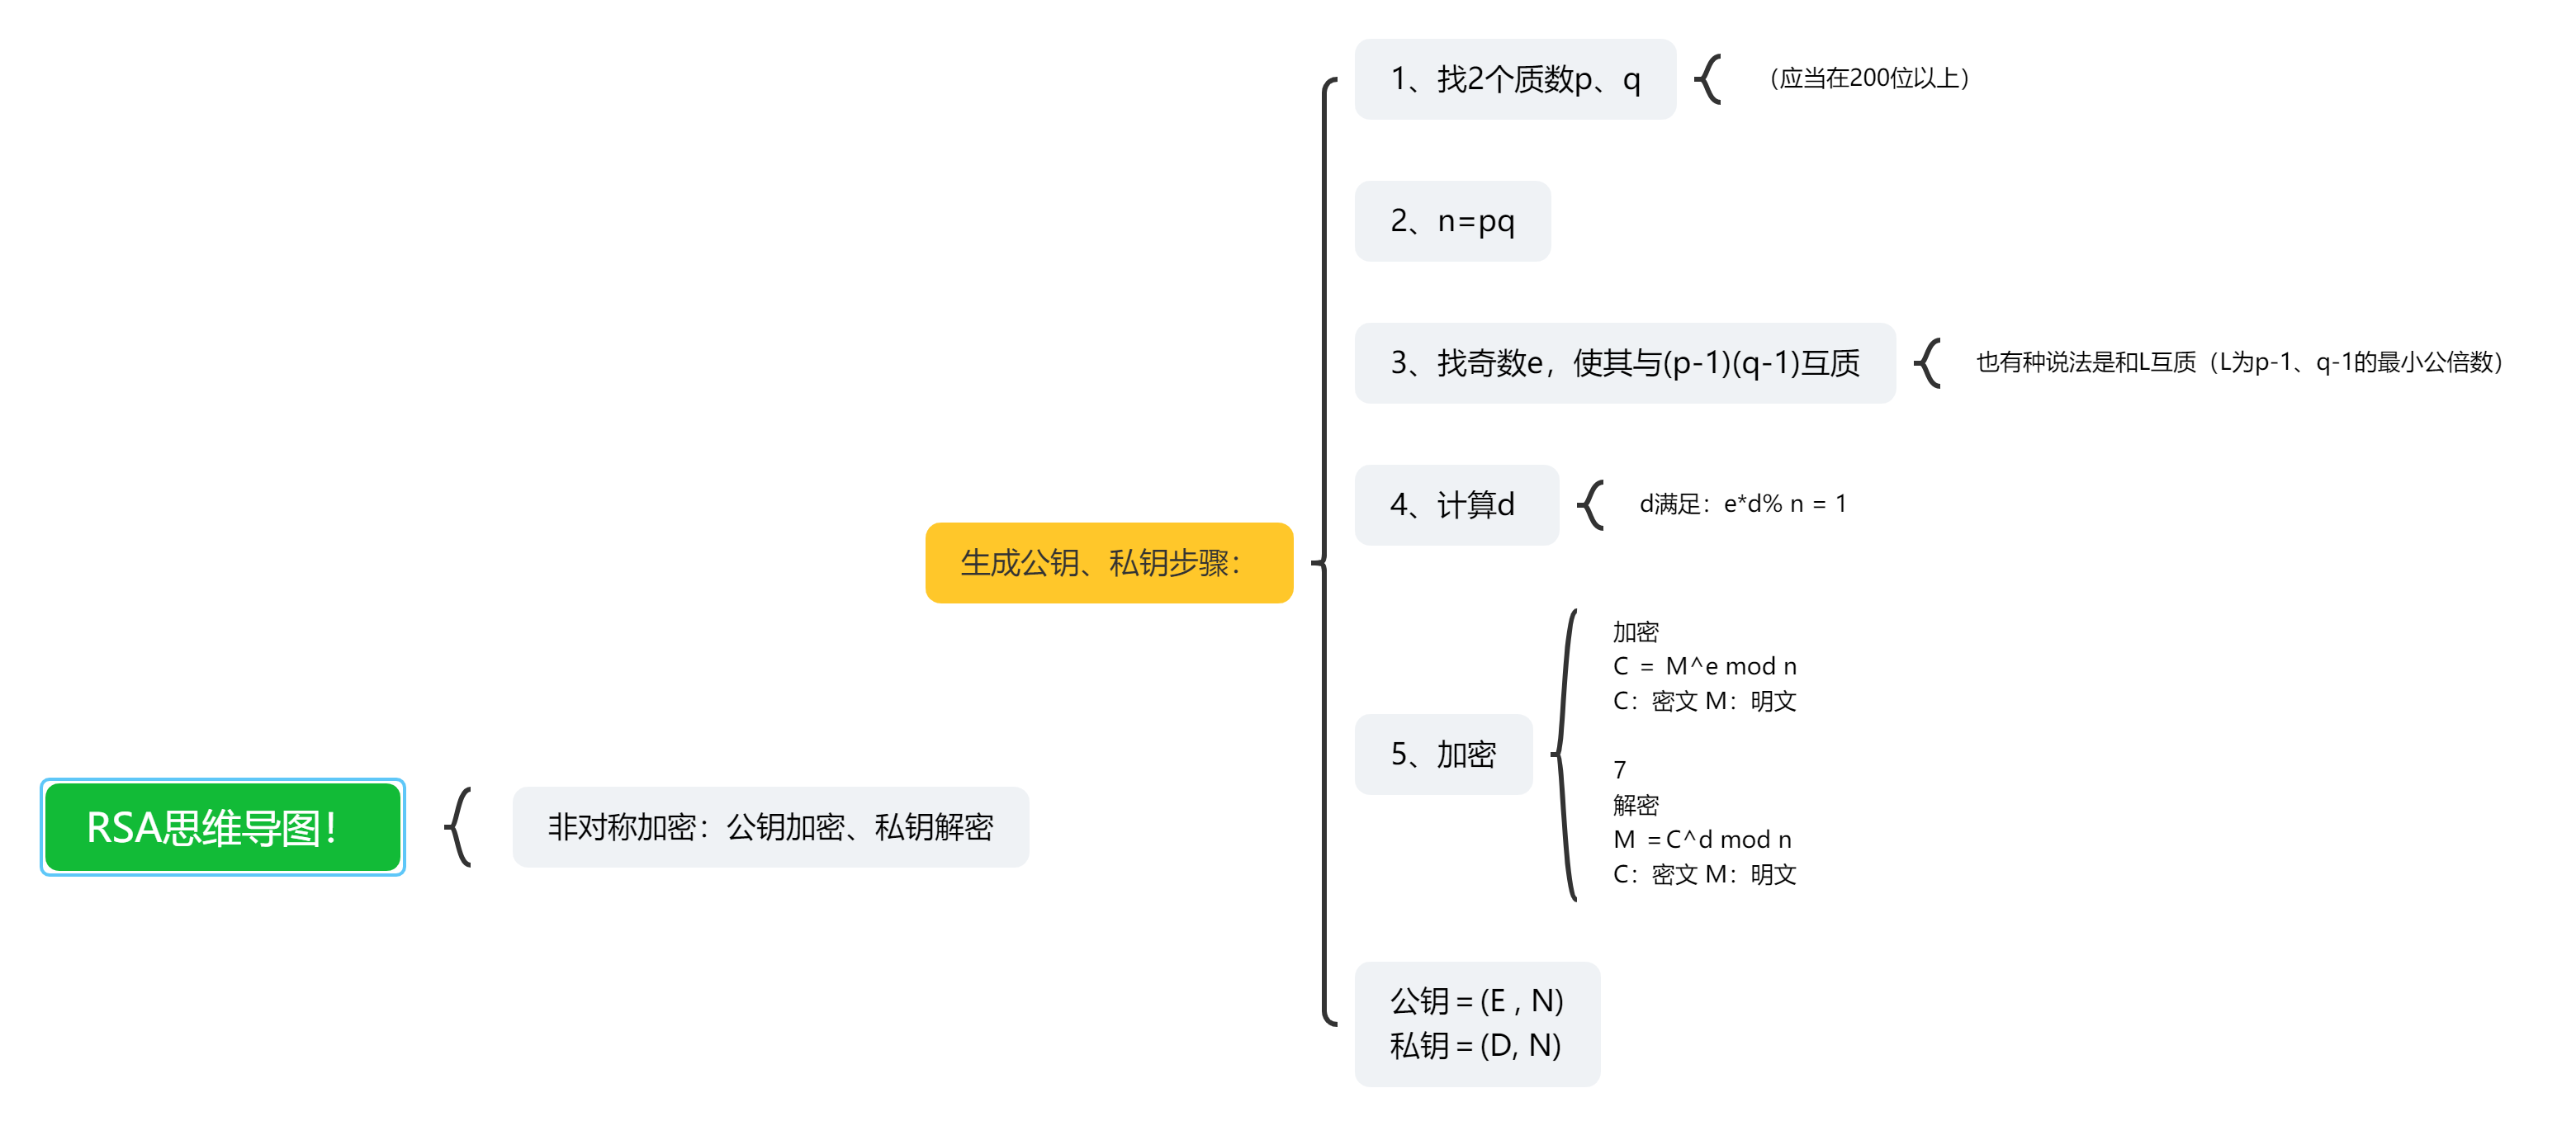 RSA思维导图！
非对称加密：公钥加密、私钥解密
生成公钥、私钥步骤：
1、找2个质数p、q
（应当在200位以上）
2、n=pq
3、找奇数e，使其与(p-1)(q-1)互质
也有种说法是和L互质（L为p-1、q-1的最小公倍数）
4、计算d
d满足：e*d% n = 1
5、加密
加密
C = M^e mod n
C：密文 M：明文
7
解密
M =C^d mod n
C：密文 M：明文
公钥＝(E , N)
私钥＝(D, N)